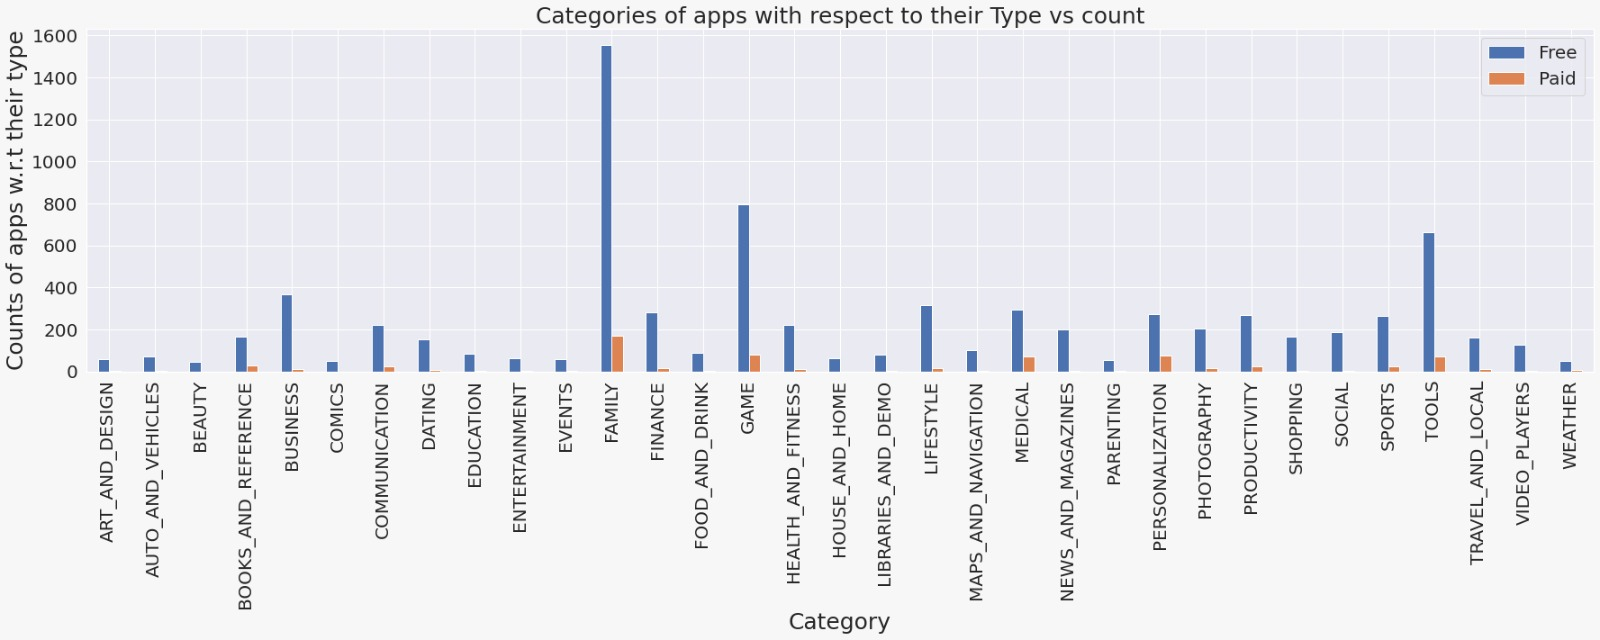 Categories of apps with respect to their Type vs count
Counts of apps w.r.t their type
1600
1400
1200
1000
800
600
400
200
0
Free
Paid
ART_AND_DESIGN
AUTO_AND_VEHICLES
BEAUTY
BOOKS_AND_REFERENCE
BUSINESS
COMICS
COMMUNICATION
DATING
EDUCATION
ENTERTAINMENT
EVENTS
FAMILY
FINANCE
FOOD_AND_DRINK
GAME
HEALTH_AND_FITNESS
HOUSE_AND_HOME
LIBRARIES_AND_DEMO
LIFESTYLE
MAPS_AND_NAVIGATION
MEDICAL
NEWS_AND_MAGAZINES
PARENTING
PERSONALIZATION
PHOTOGRAPHY
PRODUCTIVITY
SHOPPING
SOCIAL
SPORTS
TOOLS
TRAVEL_AND_LOCAL
VIDEO_PLAYERS
WEATHER
Category